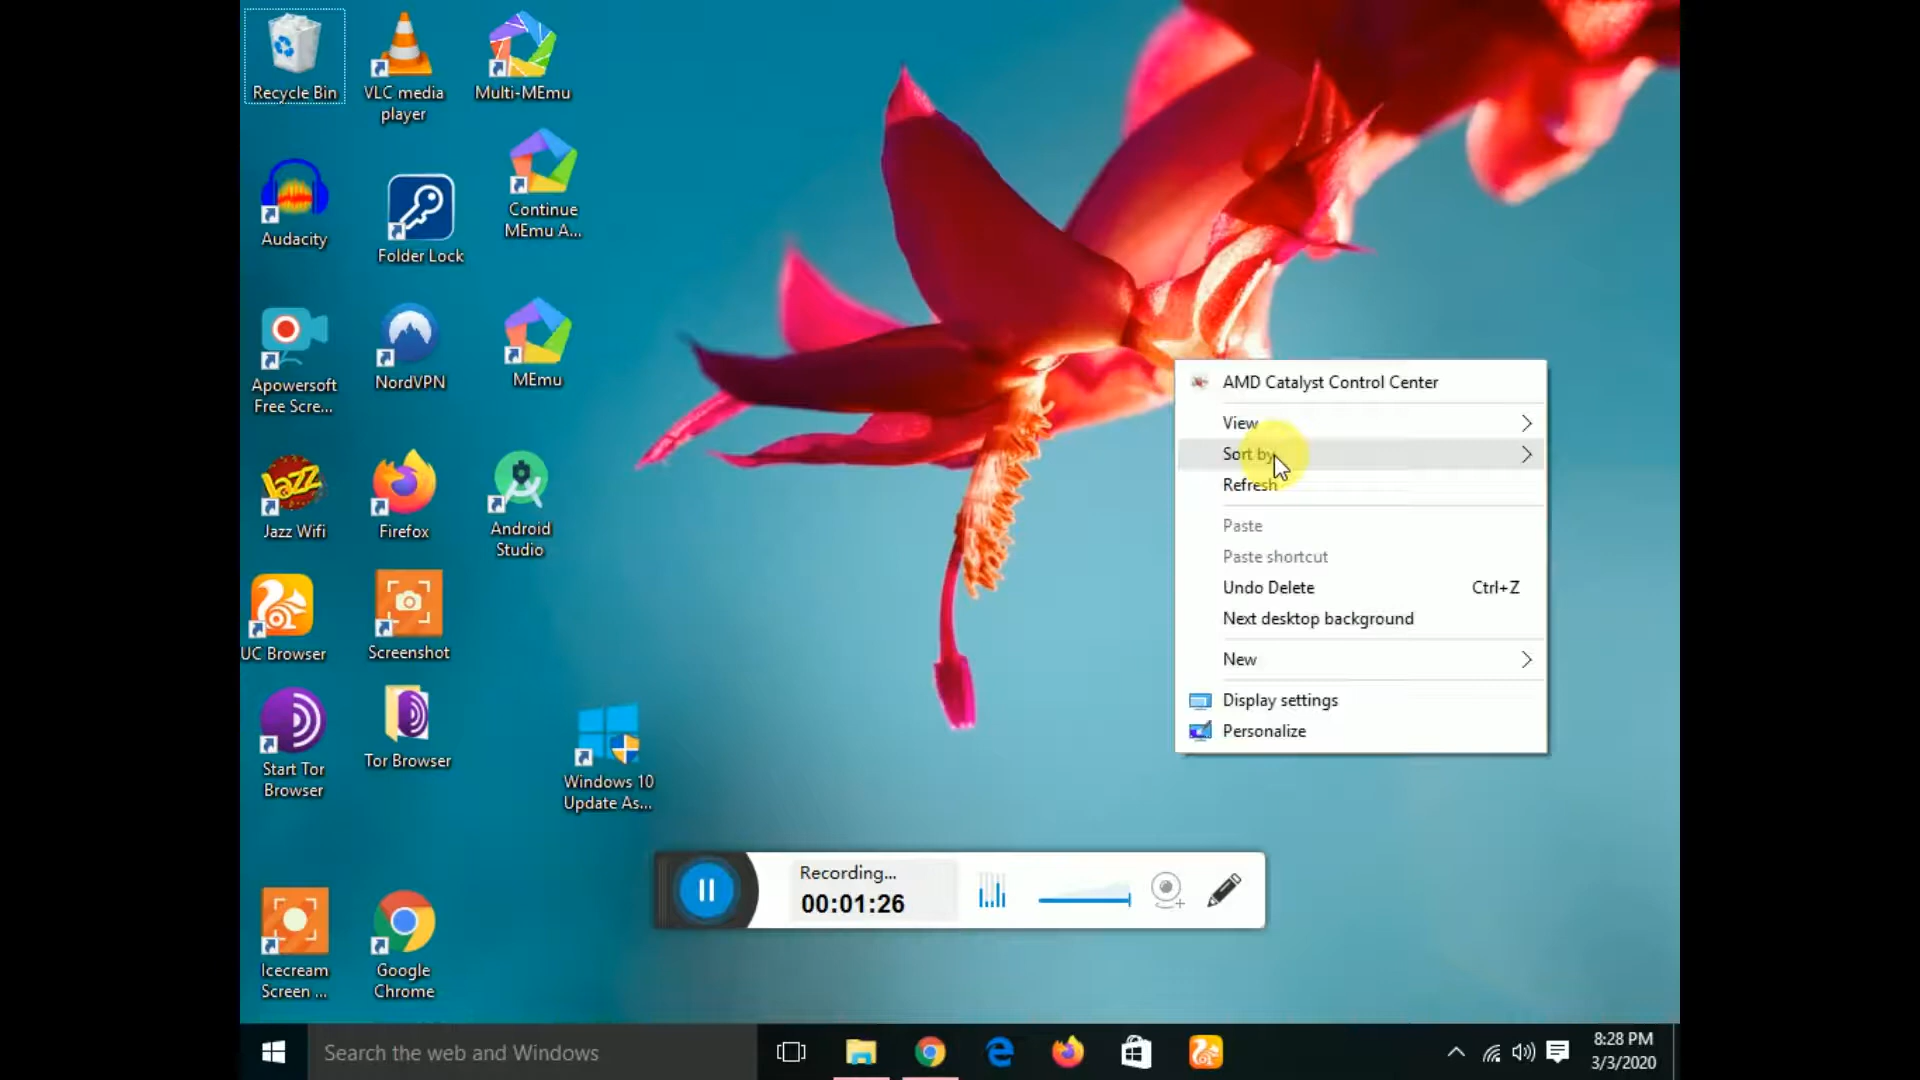 Recycle Bin
VLC media
player
Multi-MEmu
Audacity
Folder Lock
Continue
MEmu A...
Apowersoft
Free Scre...
NordVPN
MEmu
Jazz
Jazz Wifi
Firefox
Android
Studio
UC Browser
Screenshot
Start Tor
Browser
Tor Browser
Windows 10
Update As...
Icecream
Screen ...
Google
Chrome
AMD Catalyst Control Center
View
Sort by
Refresh
Paste
Paste shortcut
Undo Delete Ctrl+Z
Next desktop background
New
Display settings
Personalize
Recording...
00:01:26
Search the web and Windows
8:28 PM
3/3/2020